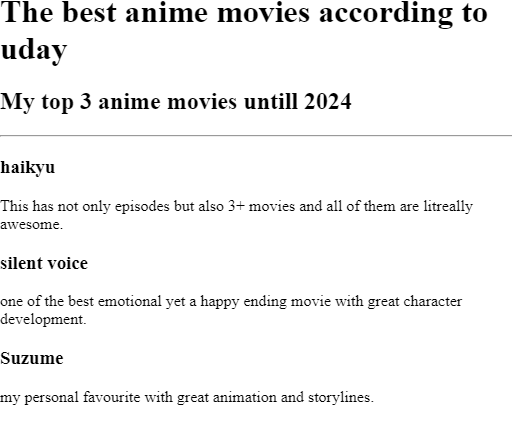 The best anime movies according to
uday
My top 3 anime movies untill 2024
haikyu
This has not only episodes but also 3+ movies and all of them are litreally
awesome.
silent voice
one of the best emotional yet a happy ending movie with great character
development.
Suzume
my personal favourite with great animation and storylines.